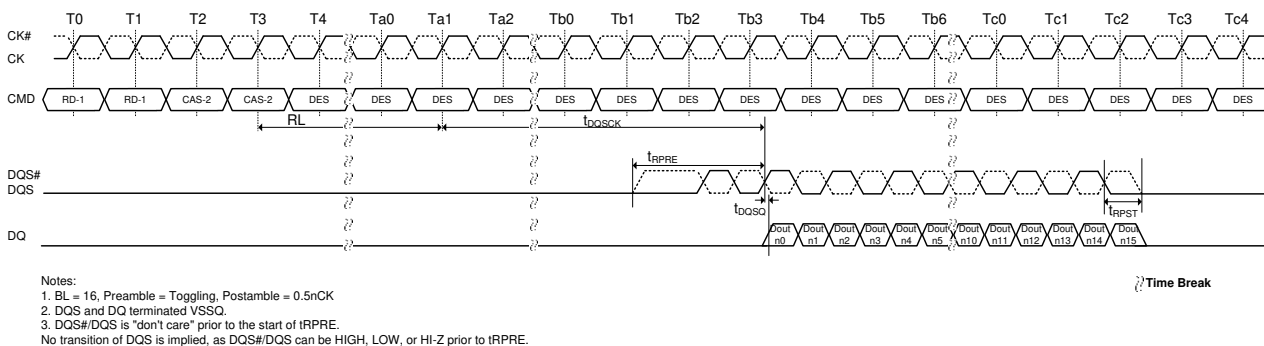 T0 T1 T2 T3 T4 Ta0 Ta1 Ta2 Tb0 Tb1 Tb2 Tb3 Tb4 Tb5 Tb6 Tc0 Tc1 Tc2 Tc3 Tc4
CK#
CK
CMD RD-1 RD-1 CAS-2 CAS-2 DES DES DES DES DES DES DES DES DES DES DES DES DES DES DES DES
RL tDQSCK
tRPRE
DQS#
DQS
tDQSQ tRPST
DQ Dout n0 Dout n1 Dout n2 Dout n3 Dout n4 Dout n5 Dout n10 Dout n11 Dout n12 Dout n13 Dout n14 Dout n15
Notes:
1. BL = 16, Preamble = Toggling, Postamble = 0.5nCK
2. DQS and DQ terminated VSSQ.
3. DQS#/DQS is "don't care" prior to the start of tRPRE.
No transition of DQS is implied, as DQS#/DQS can be HIGH, LOW, or HI-Z prior to tRPRE.
Time Break